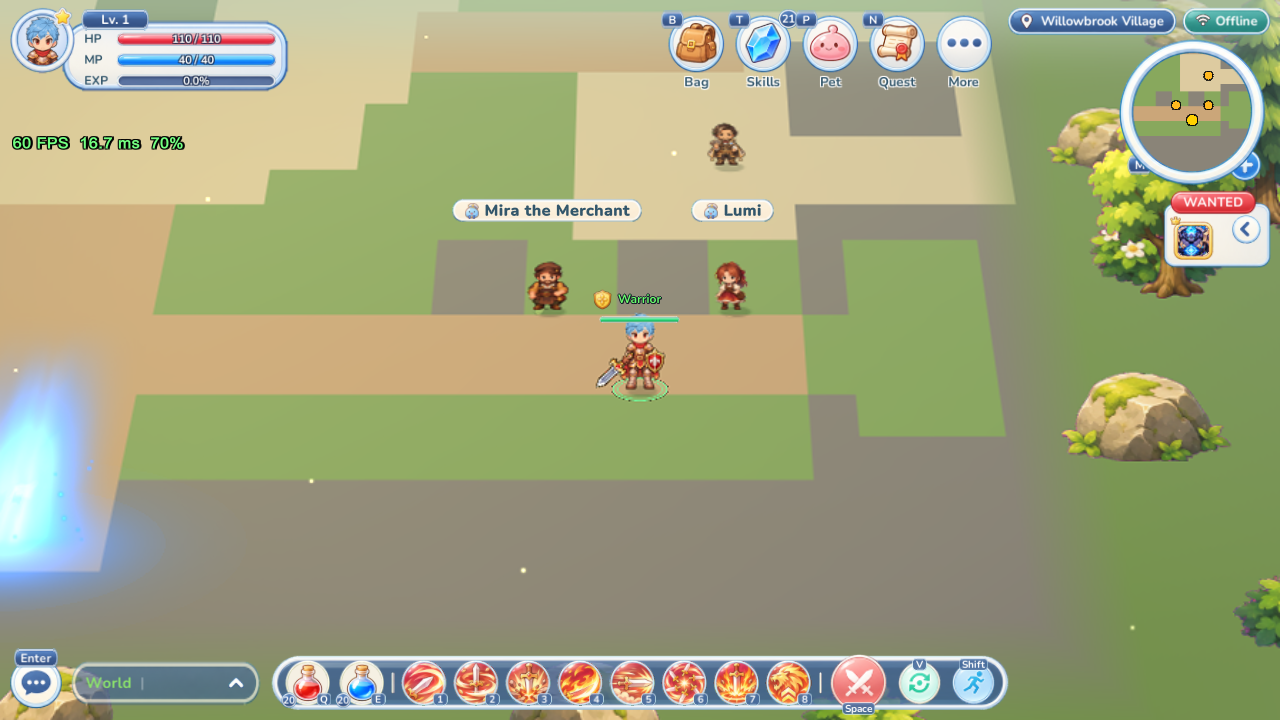 Lv. 1
HP 110 / 110
MP 40 / 40
EXP 0.0%
60 FPS 16.7 ms 70%
B T 21 P N
Bag Skills Pet Quest More
Willowbrook Village
Offline
M
WANTED
Mira the Merchant
Lumi
Warrior
Enter
World
20 Q 20 E 1 2 3 4 5 6 7 8
Space
V
Shift